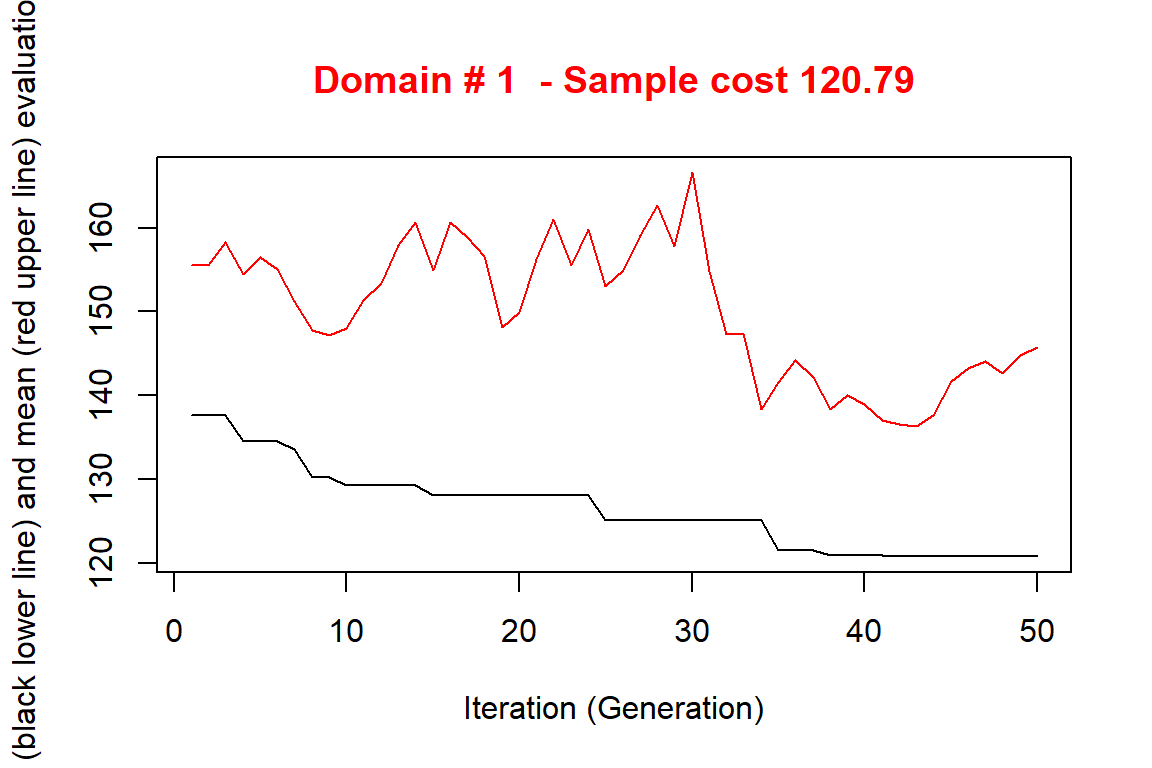 Domain # 1  - Sample cost 120.79
(black lower line) and mean (red upper line) evaluatio
160
150
140
130
120
0 10 20 30 40 50
Iteration (Generation)